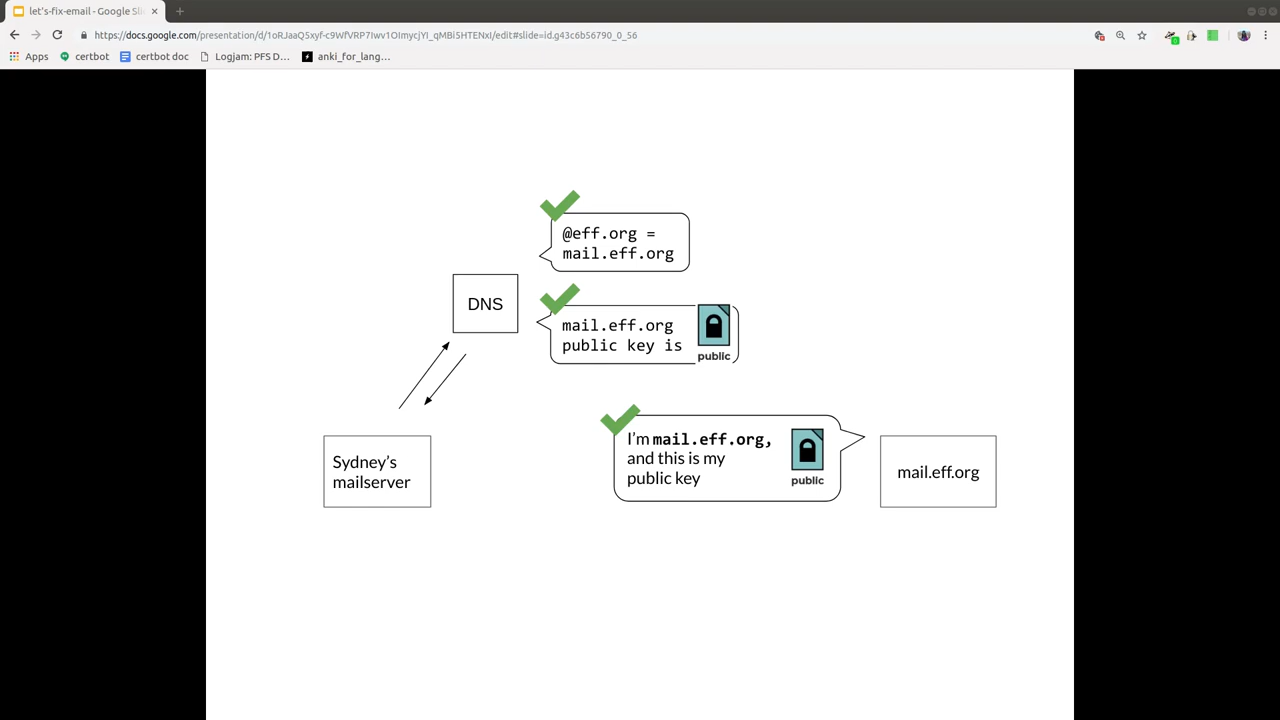 let's-fix-email - Google Sli
https://docs.google.com/presentation/d/1oRJaaQSxyf-c9WfVRP7Iwv1OImycjYI_qMBi5HTENxI/edit#slide=id.g43c6b56790_0_56
Apps
certbot
certbot doc
Logjam: PFS D...
anki_for_lang...
@eff.org =
mail.eff.org
DNS
mail.eff.org
public key is
public
I'm mail.eff.org,
and this is my
public key
public
Sydney's
mailserver
mail.eff.org